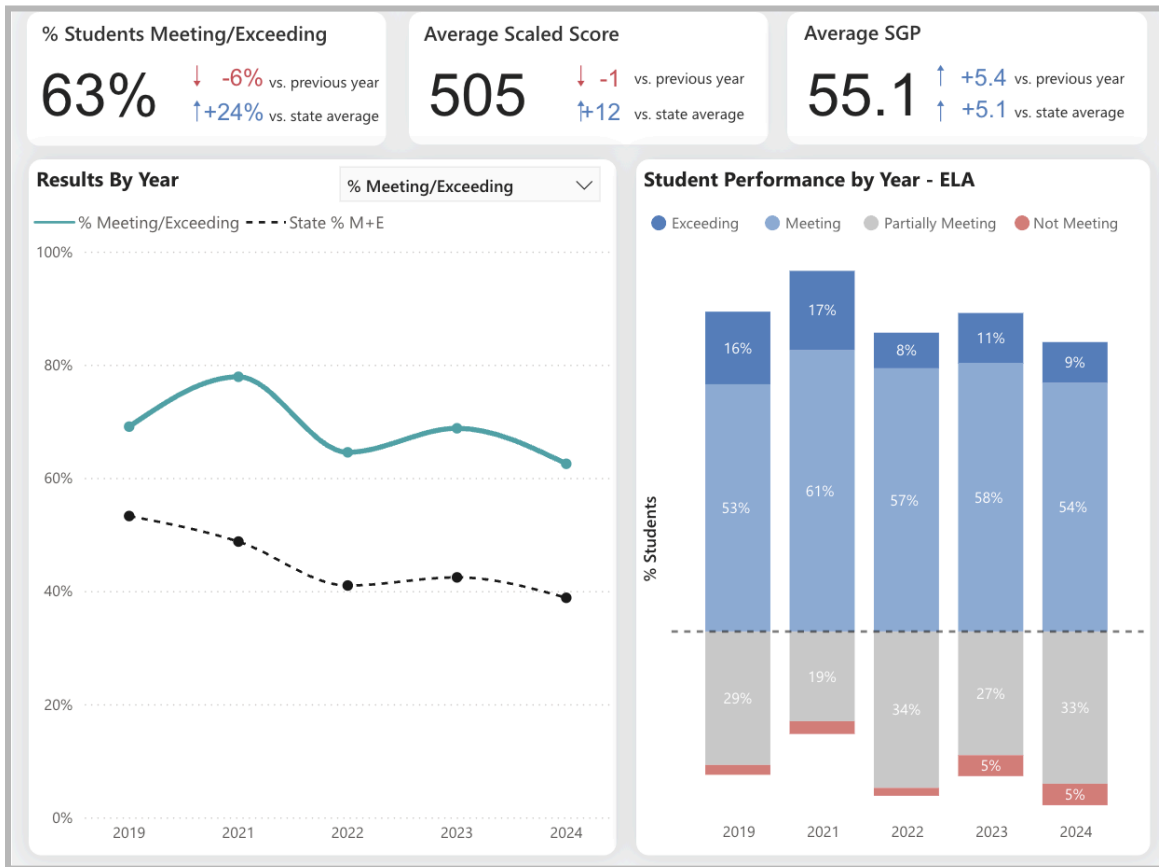 % Students Meeting/Exceeding
63%
↓ -6% vs. previous year
↑+24% vs. state average
Average Scaled Score
505
↓ -1 vs. previous year
↑+12 vs. state average
Average SGP
55.1
↑ +5.4 vs. previous year
↑ +5.1 vs. state average
Results By Year
% Meeting/Exceeding
% Meeting/Exceeding State % M+E
100%
80%
60%
40%
20%
0%
2019 2021 2022 2023 2024
Student Performance by Year - ELA
Exceeding Meeting Partially Meeting Not Meeting
% Students
16% 17% 8% 11% 9%
53% 61% 57% 58% 54%
29% 19% 34% 27% 33%
5% 5%
2019 2021 2022 2023 2024